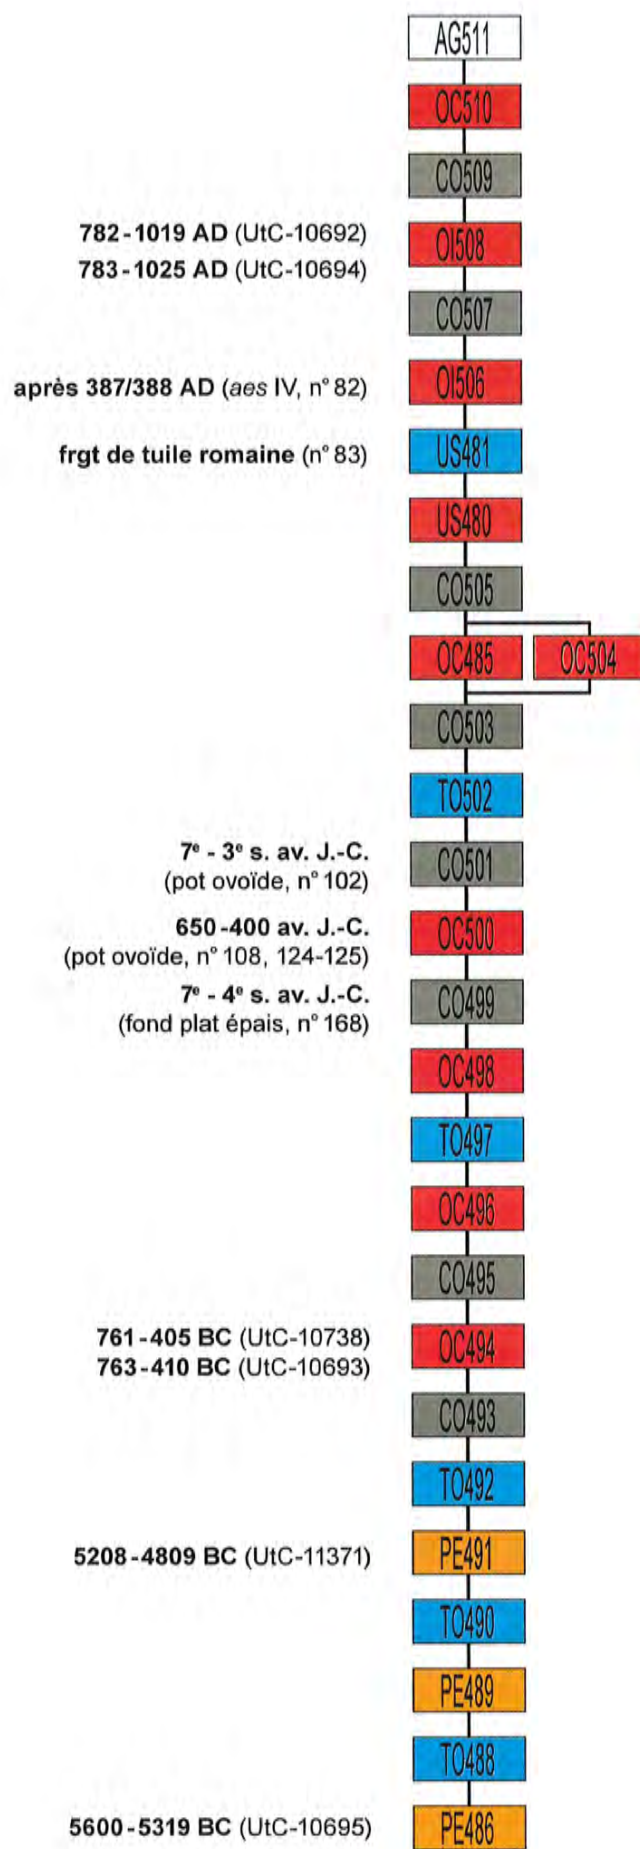 AG511
OC510
CO509
782-1019 AD (UtC-10692)
783-1025 AD (UtC-10694)
OI508
CO507
après 387/388 AD (aes IV, n° 82)
OI506
frgt de tuile romaine (n° 83)
US481
US480
CO505
OC485
OC504
CO503
TO502
7e - 3e s. av. J.-C.
(pot ovoïde, n° 102)
CO501
650-400 av. J.-C.
(pot ovoïde, n° 108, 124-125)
OC500
7e - 4e s. av. J.-C.
(fond plat épais, n° 168)
CO499
OC498
TO497
OC496
CO495
761-405 BC (UtC-10738)
763-410 BC (UtC-10693)
OC494
CO493
TO492
5208-4809 BC (UtC-11371)
PE491
TO490
PE489
TO488
5600-5319 BC (UtC-10695)
PE486